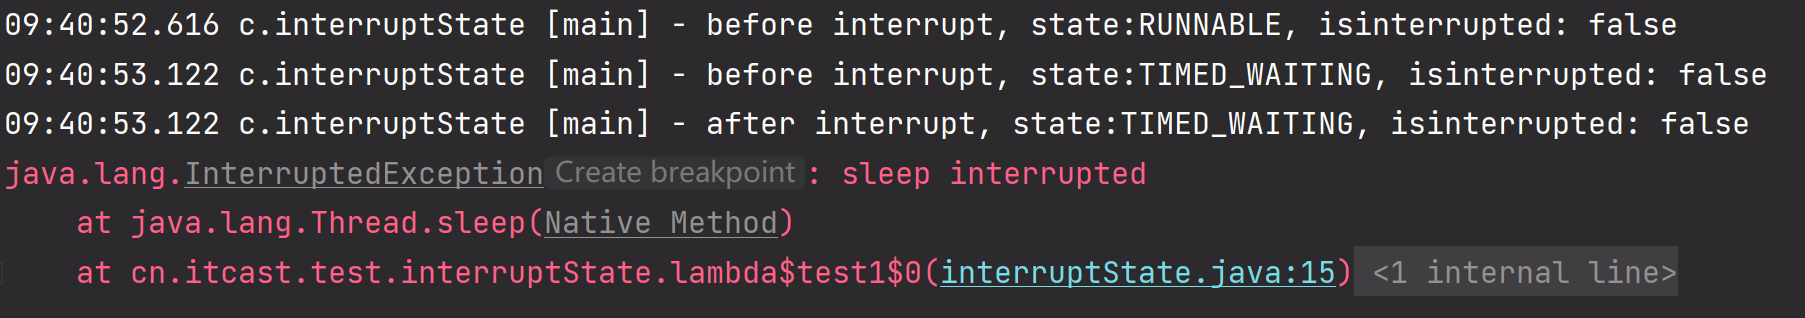 09:40:52.616 c.interruptState [main] - before interrupt, state:RUNNABLE, isinterrupted: false
09:40:53.122 c.interruptState [main] - before interrupt, state:TIMED_WAITING, isinterrupted: false
09:40:53.122 c.interruptState [main] - after interrupt, state:TIMED_WAITING, isinterrupted: false
java.lang.InterruptedException Create breakpoint : sleep interrupted
    at java.lang.Thread.sleep(Native Method)
    at cn.itcast.test.interruptState.lambda$test1$0(interruptState.java:15) <1 internal line>